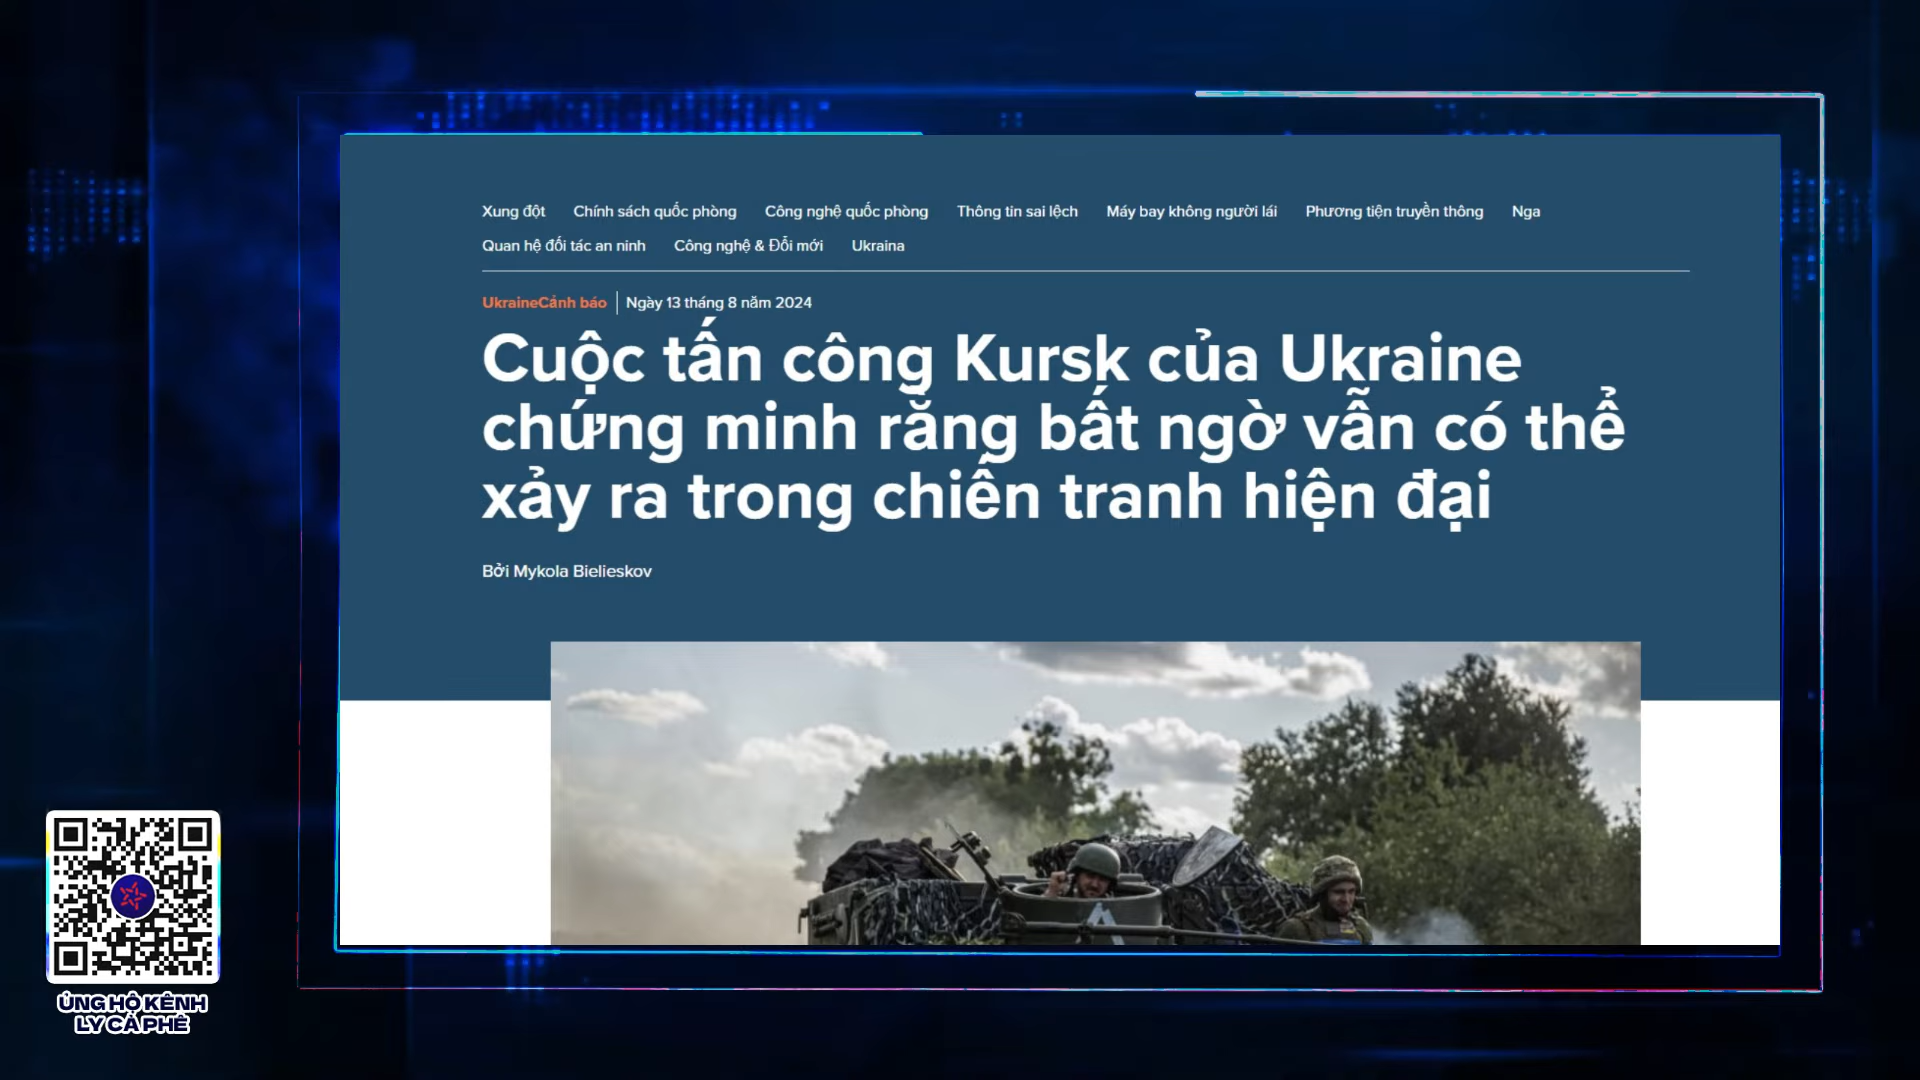 Xung đột Chính sách quốc phòng Công nghệ quốc phòng Thông tin sai lệch Máy bay không người lái Phương tiện truyền thông Nga
Quan hệ đối tác an ninh Công nghệ & Đổi mới Ukraina
UkraineCảnh báo Ngày 13 tháng 8 năm 2024
Cuộc tấn công Kursk của Ukraine
chứng minh rằng bất ngờ vẫn có thể
xảy ra trong chiến tranh hiện đại
Bởi Mykola Bielieskov
ỦNG HỘ KÊNH
LY CÀ PHÊ